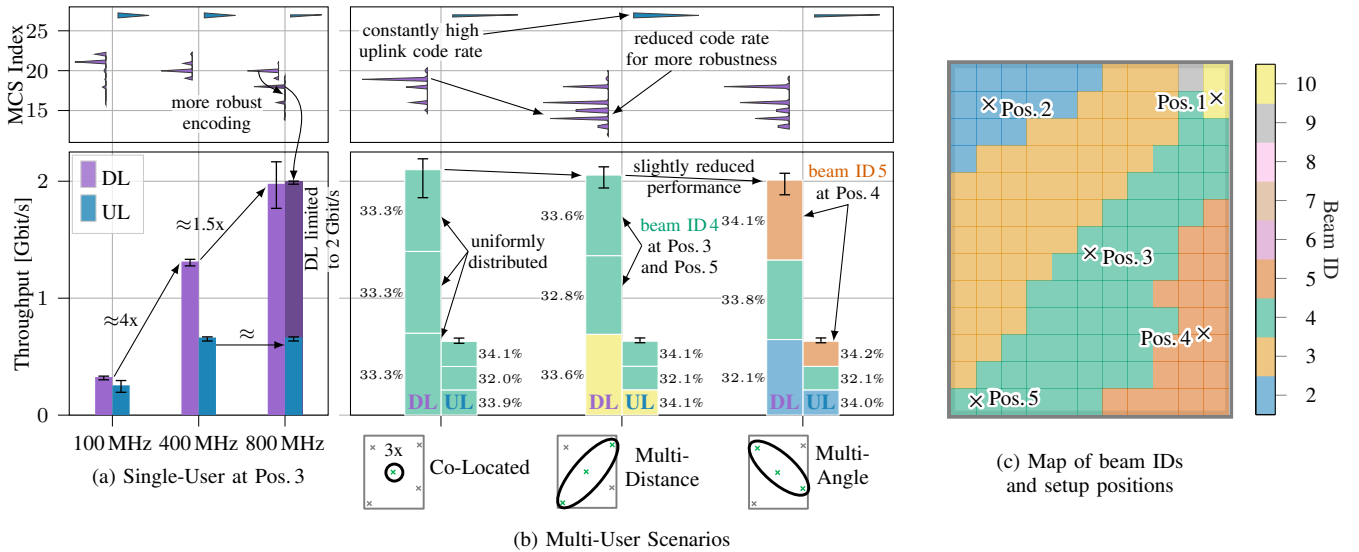 MCS Index
20
15
more robust
encoding
constantly high
uplink code rate
reduced code rate
for more robustness
Throughput [Gbit/s]
2
1
0
DL
UL
≈4x
≈1.5x
≈
DL limited
to 2 Gbit/s
100 MHz
400 MHz
800 MHz
(a) Single-User at Pos. 3
33.3%
33.3%
33.3%
uniformly
distributed
34.1%
32.0%
33.9%
DL
UL
slightly reduced
performance
33.6%
32.8%
33.6%
beam ID 4
at Pos. 3
and Pos. 5
34.1%
32.1%
34.1%
DL
UL
beam ID 5
at Pos. 4
34.1%
33.8%
32.1%
34.2%
32.1%
34.0%
DL
UL
3x
Co-Located
Multi-
Distance
Multi-
Angle
(b) Multi-User Scenarios
Pos. 1
Pos. 2
Pos. 3
Pos. 4
Pos. 5
10
9
8
7
6
5
4
3
2
Beam ID
(c) Map of beam IDs
and setup positions